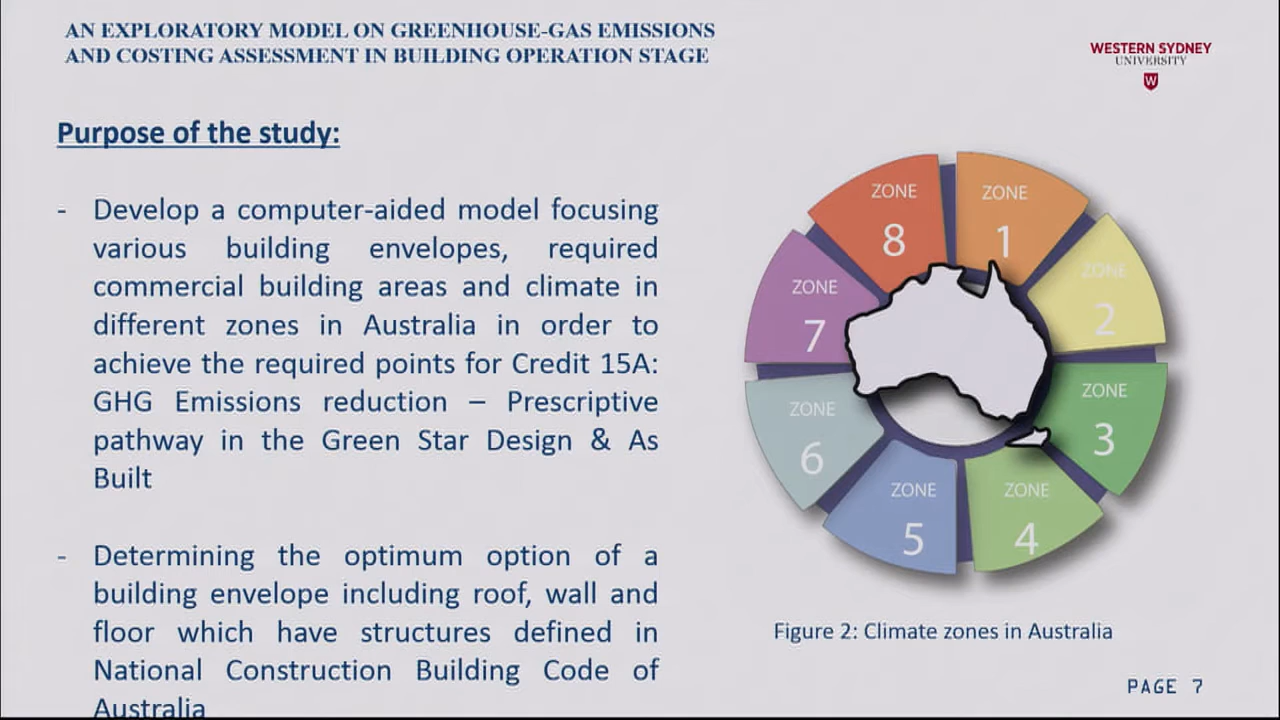 AN EXPLORATORY MODEL ON GREENHOUSE-GAS EMISSIONS
AND COSTING ASSESSMENT IN BUILDING OPERATION STAGE
WESTERN SYDNEY
UNIVERSITY
W
Purpose of the study:
- Develop a computer-aided model focusing
various building envelopes, required
commercial building areas and climate in
different zones in Australia in order to
achieve the required points for Credit 15A:
GHG Emissions reduction – Prescriptive
pathway in the Green Star Design & As
Built
- Determining the optimum option of a
building envelope including roof, wall and
floor which have structures defined in
National Construction Building Code of
Australia
ZONE
8
ZONE
1
ZONE
2
ZONE
3
ZONE
4
ZONE
5
ZONE
6
ZONE
7
Figure 2: Climate zones in Australia
PAGE 7